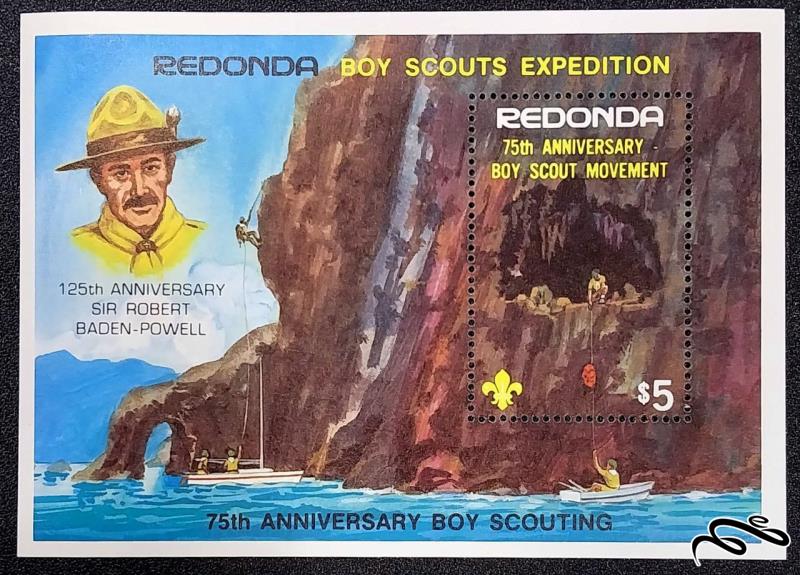 REDONDA BOY SCOUTS EXPEDITION
REDONDA
75th ANNIVERSARY -
BOY SCOUT MOVEMENT
125th ANNIVERSARY
SIR ROBERT
BADEN-POWELL
$5
75th ANNIVERSARY BOY SCOUTING